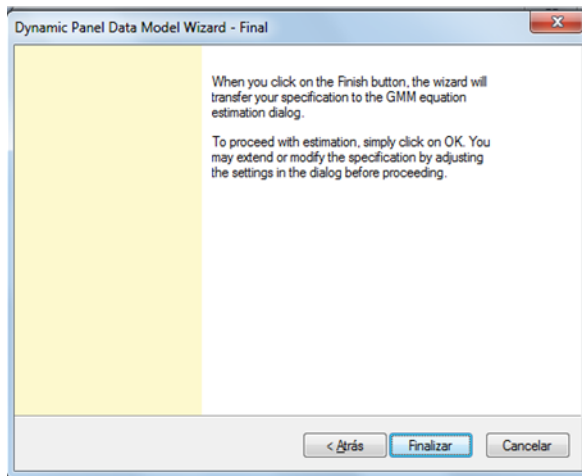 Dynamic Panel Data Model Wizard - Final
When you click on the Finish button, the wizard will
transfer your specification to the GMM equation
estimation dialog.
To proceed with estimation, simply click on OK. You
may extend or modify the specification by adjusting
the settings in the dialog before proceeding.
< Atrás
Finalizar
Cancelar